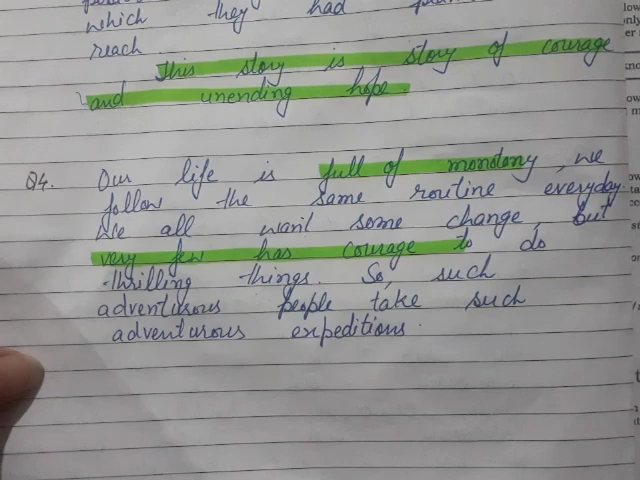 which they had
reach
This story is story of courage
and unending hope.
Q4. Our life is full of monotony, we
follow the same routine everyday.
We all want some change, but
very few has courage to do
thrilling things. So, such
adventurous people take such
adventurous expeditions.